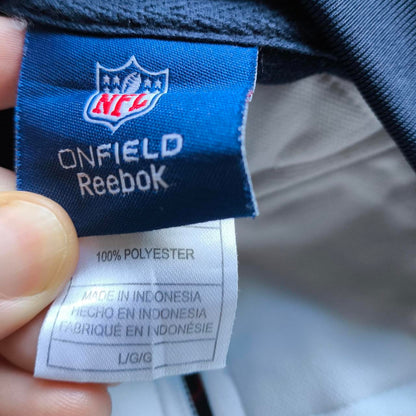 NFL
ONFIELD
Reebok
100% POLYESTER
MADE IN INDONESIA
HECHO EN INDONESIA
FABRIQUÉ EN INDONÉSIE
L/G/G